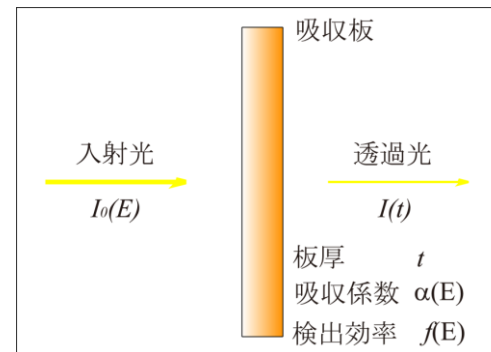 吸収板
入射光
透過光
I₀(E)
I(t)
板厚 t
吸収係数 α(E)
検出効率 f(E)